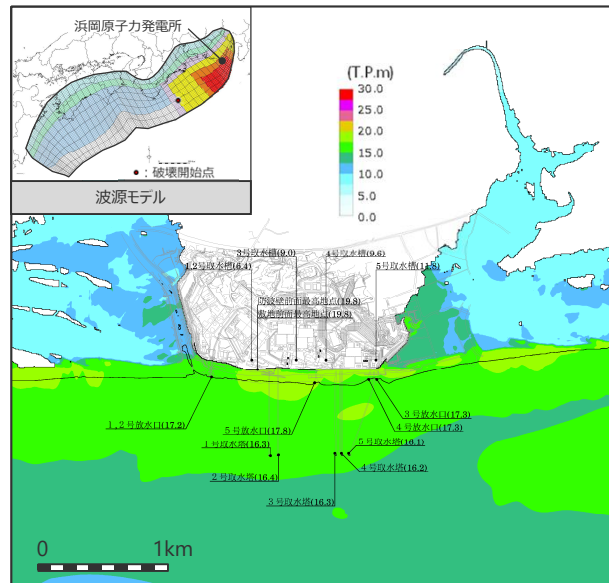 浜岡原子力発電所
●：破壊開始点
波源モデル
(T.P.m)
30.0
25.0
20.0
15.0
10.0
5.0
0.0
3号取水槽(9.0)
4号取水槽(9.6)
1,2号取水槽(6.4)
5号取水槽(11.8)
防波壁前面最高地点(19.8)
敷地前面最高地点(19.8)
1,2号放水口(17.2)
5号放水口(17.8)
3号放水口(17.3)
4号放水口(17.3)
1号取水塔(16.3)
5号取水塔(16.1)
2号取水塔(16.4)
4号取水塔(16.2)
3号取水塔(16.3)
0 1km